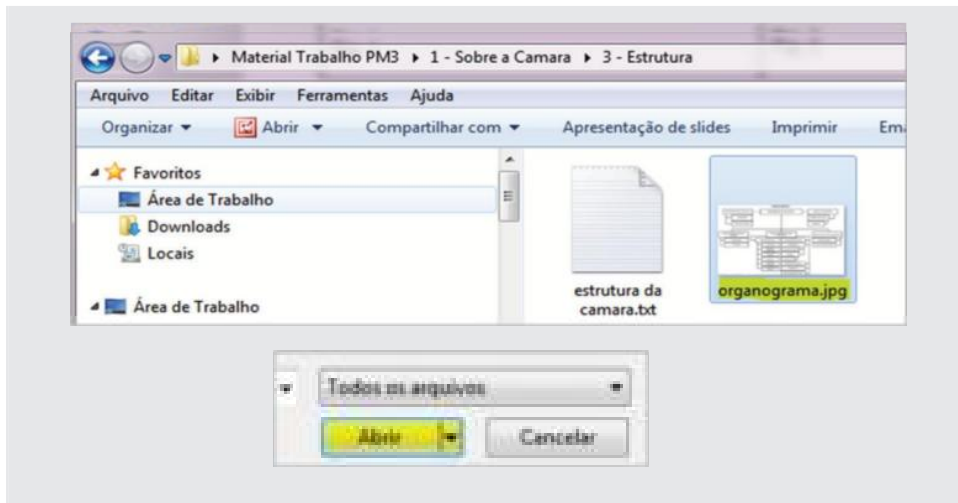 Material Trabalho PM3 ▸ 1 - Sobre a Camara ▸ 3 - Estrutura
Arquivo Editar Exibir Ferramentas Ajuda
Organizar Abrir Compartilhar com Apresentação de slides Imprimir Ema
Favoritos
Área de Trabalho
Downloads
Locais
Área de Trabalho
estrutura da
camara.txt
organograma.jpg
Todos os arquivos
Abrir Cancelar